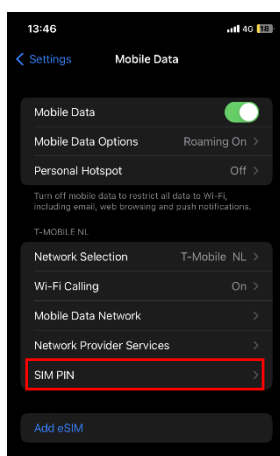 13:46 4G 18
Settings Mobile Data
Mobile Data
Mobile Data Options Roaming On
Personal Hotspot Off
Turn off mobile data to restrict all data to Wi-Fi,
including email, web browsing and push notifications.
T-MOBILE NL
Network Selection T-Mobile NL
Wi-Fi Calling On
Mobile Data Network
Network Provider Services
SIM PIN
Add eSIM